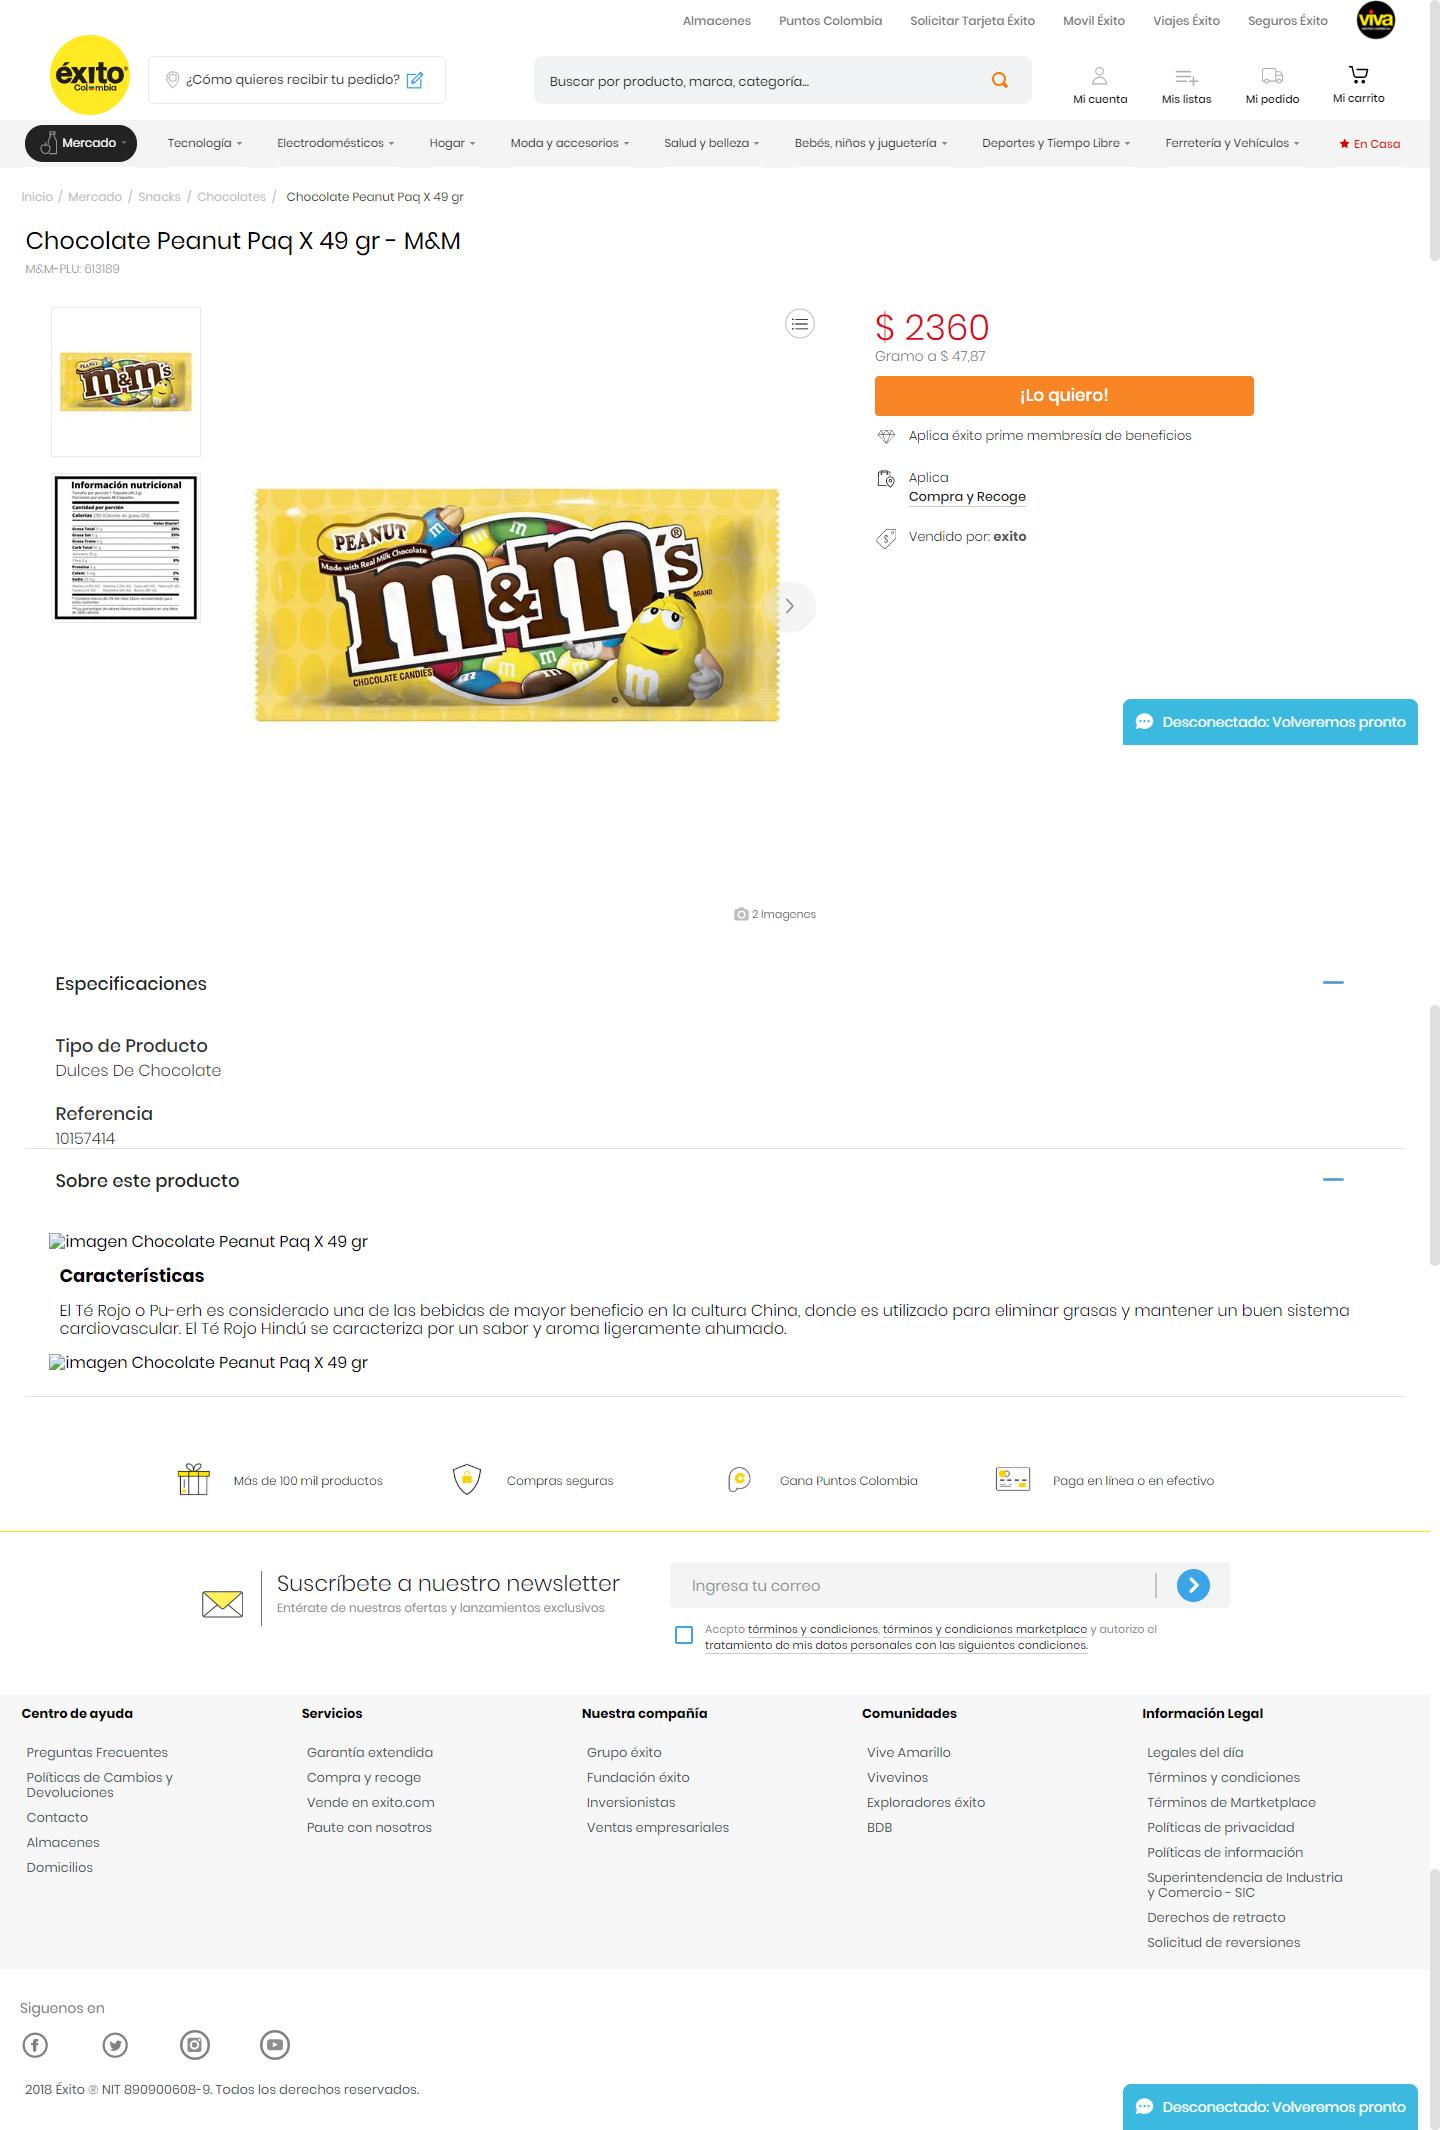 Almacenes Puntos Colombia Solicitar Tarjeta Éxito Movil Éxito Viajes Éxito Seguros Éxito viva
éxito
Colombia
¿Cómo quieres recibir tu pedido?
Buscar por producto, marca, categoría...
Mi cuenta Mis listas Mi pedido Mi carrito
Mercado Tecnología Electrodomésticos Hogar Moda y accesorios Salud y belleza Bebés, niños y juguetería Deportes y Tiempo Libre Ferretería y Vehículos En Casa
Inicio / Mercado / Snacks / Chocolates / Chocolate Peanut Paq X 49 gr
Chocolate Peanut Paq X 49 gr - M&M
M&M-PLU: 613189
PEANUT
m&m's
Información nutricional
Cantidad por porción
Calorías 250 (Calorías de grasa 120)
Valor Diario*
PEANUT
Made with Real Milk Chocolate
m&m's®
BRAND
CHOCOLATE CANDIES
$ 2360
Gramo a $ 47,87
¡Lo quiero!
Aplica éxito prime membresía de beneficios
Aplica
Compra y Recoge
Vendido por: exito
Desconectado: Volveremos pronto
2 Imagenes
Especificaciones
Tipo de Producto
Dulces De Chocolate
Referencia
10157414
Sobre este producto
imagen Chocolate Peanut Paq X 49 gr
Características
El Té Rojo o Pu-erh es considerado una de las bebidas de mayor beneficio en la cultura China, donde es utilizado para eliminar grasas y mantener un buen sistema
cardiovascular. El Té Rojo Hindú se caracteriza por un sabor y aroma ligeramente ahumado.
imagen Chocolate Peanut Paq X 49 gr
Más de 100 mil productos Compras seguras Gana Puntos Colombia Paga en línea o en efectivo
Suscríbete a nuestro newsletter
Entérate de nuestras ofertas y lanzamientos exclusivos
Ingresa tu correo
Acepto términos y condiciones, términos y condiciones marketplace y autorizo el
tratamiento de mis datos personales con las siguientes condiciones.
Centro de ayuda
Preguntas Frecuentes
Políticas de Cambios y
Devoluciones
Contacto
Almacenes
Domicilios
Servicios
Garantía extendida
Compra y recoge
Vende en exito.com
Paute con nosotros
Nuestra compañía
Grupo éxito
Fundación éxito
Inversionistas
Ventas empresariales
Comunidades
Vive Amarillo
Vivevinos
Exploradores éxito
BDB
Información Legal
Legales del día
Términos y condiciones
Términos de Martketplace
Políticas de privacidad
Políticas de información
Superintendencia de Industria
y Comercio - SIC
Derechos de retracto
Solicitud de reversiones
Siguenos en
2018 Éxito ® NIT 890900608-9. Todos los derechos reservados.
Desconectado: Volveremos pronto